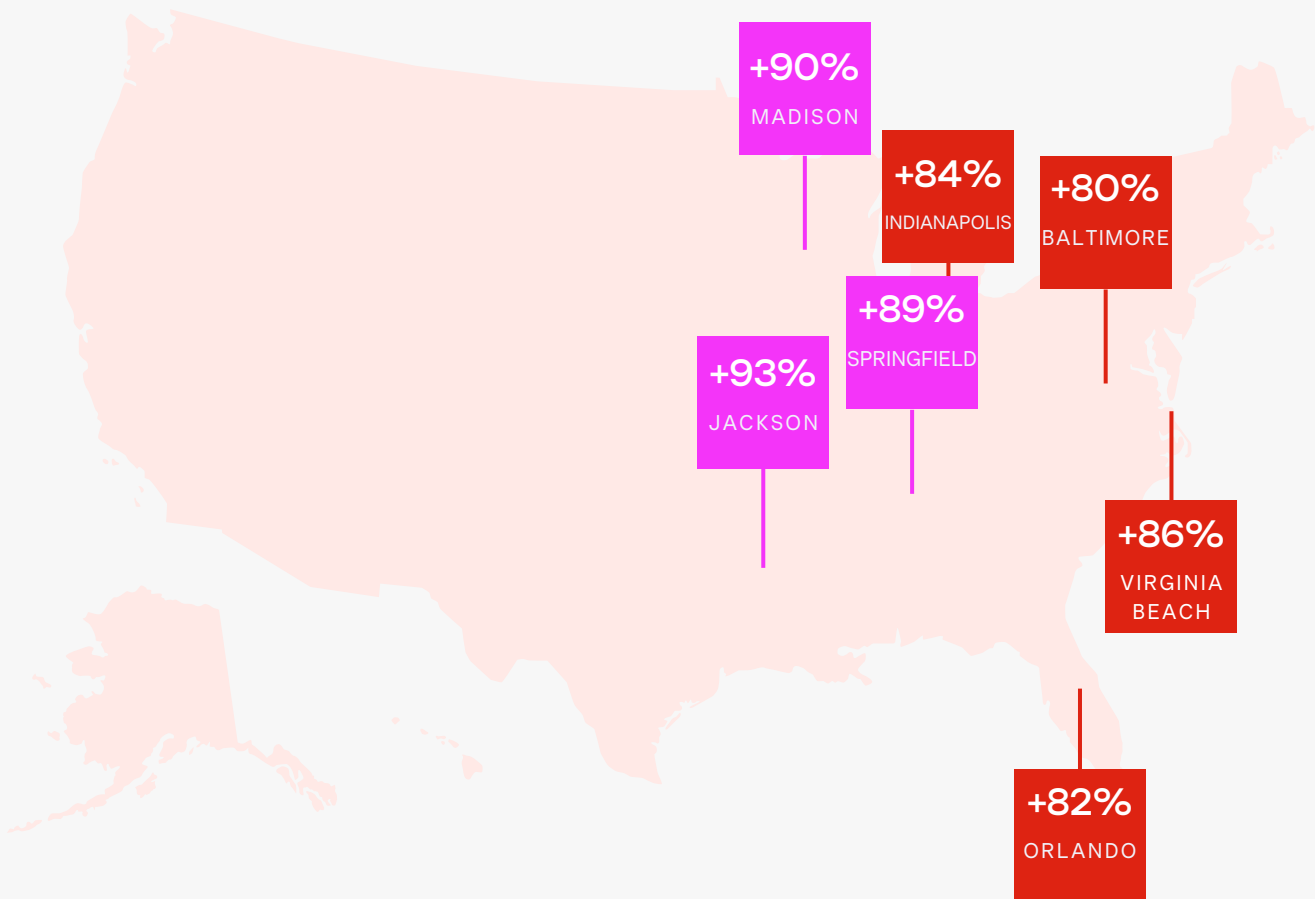 +90%
MADISON
+84%
INDIANAPOLIS
+80%
BALTIMORE
+89%
SPRINGFIELD
+93%
JACKSON
+86%
VIRGINIA
BEACH
+82%
ORLANDO